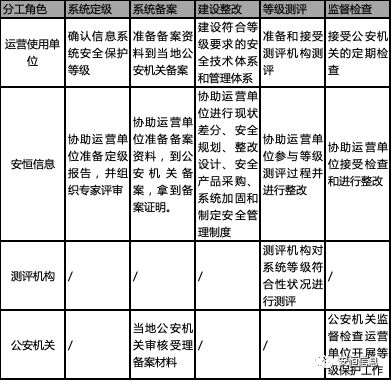 分工角色 系统定级 系统备案 建设整改 等级测评 监督检查
运营使用单
位
确认信息系
统安全保护
等级
准备备案资
料到当地公
安机关备案
建设符合等
级要求的安
全技术体系
和管理体系
准备和接受
测评机构测
评
接受公安机
关的定期检
查
安恒信息
协助运营单
位准备定级
报告，并组
织专家评审
协助运营单
位准备备案
资料，到公
安机关备
案，拿到备
案证明。
协助运营单
位进行现状
差分、安全
规划、整改
设计、安全
产品采购、
系统加固和
制定安全管
理制度
协助运营单
位参与等级
测评过程并
进行整改
协助运营单
位接受检查
和进行整改
测评机构
/
/
/
测评机构对
系统等级符
合性状况进
行测评
/
公安机关
/
当地公安机
关审核受理
备案材料
/
/
公安机关监
督检查运营
单位开展等
级保护工作
安恒信息